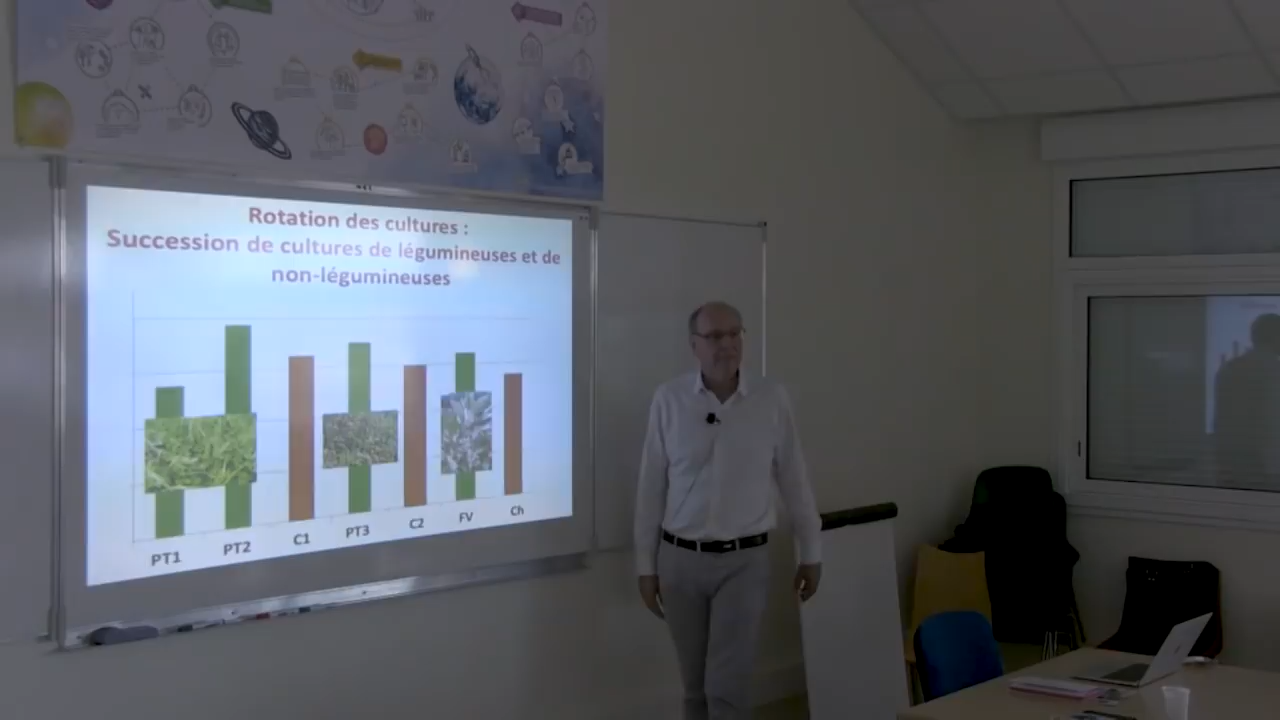 Rotation des cultures :
Succession de cultures de légumineuses et de
non-légumineuses
PT1 PT2 C1 PT3 C2 FV Ch